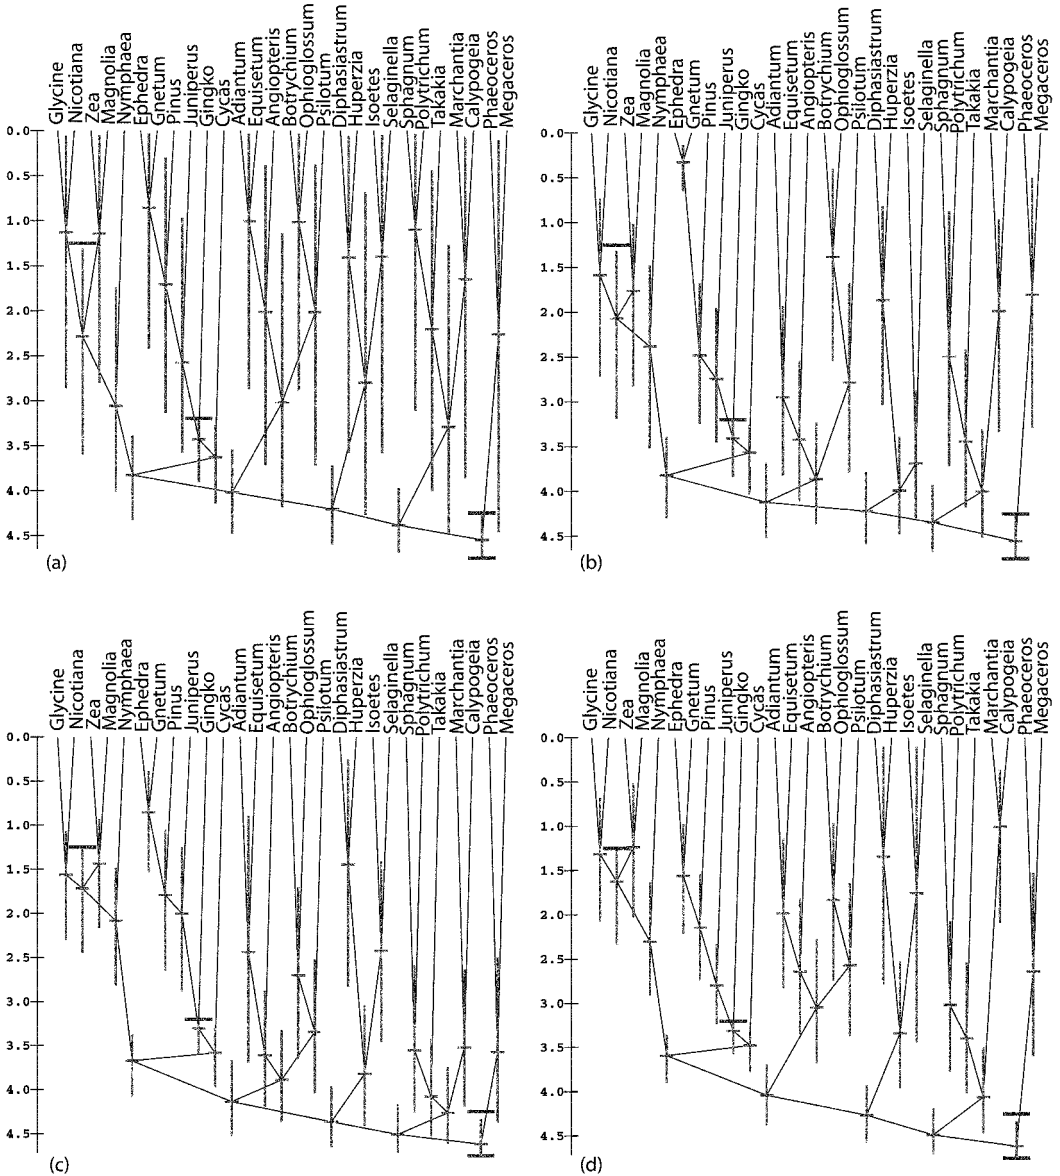 Glycine
Nicotiana
Zea
Magnolia
Nymphaea
Ephedra
Gnetum
Pinus
Juniperus
Gingko
Cycas
Adiantum
Equisetum
Angiopteris
Botrychium
Ophioglossum
Psilotum
Diphasiastrum
Huperzia
Isoetes
Selaginella
Sphagnum
Polytrichum
Takakia
Marchantia
Calypogeia
Phaeoceros
Megaceros
0.0
0.5
1.0
1.5
2.0
2.5
3.0
3.5
4.0
4.5
(a)
Glycine
Nicotiana
Zea
Magnolia
Nymphaea
Ephedra
Gnetum
Pinus
Juniperus
Gingko
Cycas
Adiantum
Equisetum
Angiopteris
Botrychium
Ophioglossum
Psilotum
Diphasiastrum
Huperzia
Isoetes
Selaginella
Sphagnum
Polytrichum
Takakia
Marchantia
Calypogeia
Phaeoceros
Megaceros
0.0
0.5
1.0
1.5
2.0
2.5
3.0
3.5
4.0
4.5
(b)
Glycine
Nicotiana
Zea
Magnolia
Nymphaea
Ephedra
Gnetum
Pinus
Juniperus
Gingko
Cycas
Adiantum
Equisetum
Angiopteris
Botrychium
Ophioglossum
Psilotum
Diphasiastrum
Huperzia
Isoetes
Selaginella
Sphagnum
Polytrichum
Takakia
Marchantia
Calypogeia
Phaeoceros
Megaceros
0.0
0.5
1.0
1.5
2.0
2.5
3.0
3.5
4.0
4.5
(c)
Glycine
Nicotiana
Zea
Magnolia
Nymphaea
Ephedra
Gnetum
Pinus
Juniperus
Gingko
Cycas
Adiantum
Equisetum
Angiopteris
Botrychium
Ophioglossum
Psilotum
Diphasiastrum
Huperzia
Isoetes
Selaginella
Sphagnum
Polytrichum
Takakia
Marchantia
Calypogeia
Phaeoceros
Megaceros
0.0
0.5
1.0
1.5
2.0
2.5
3.0
3.5
4.0
4.5
(d)